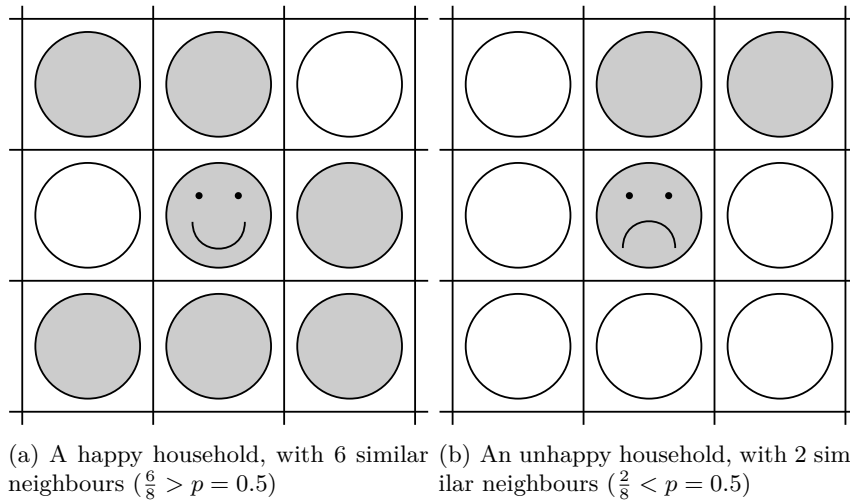 (a) A happy household, with 6 similar
neighbours (6/8 > p = 0.5)
(b) An unhappy household, with 2 sim-
ilar neighbours (2/8 < p = 0.5)